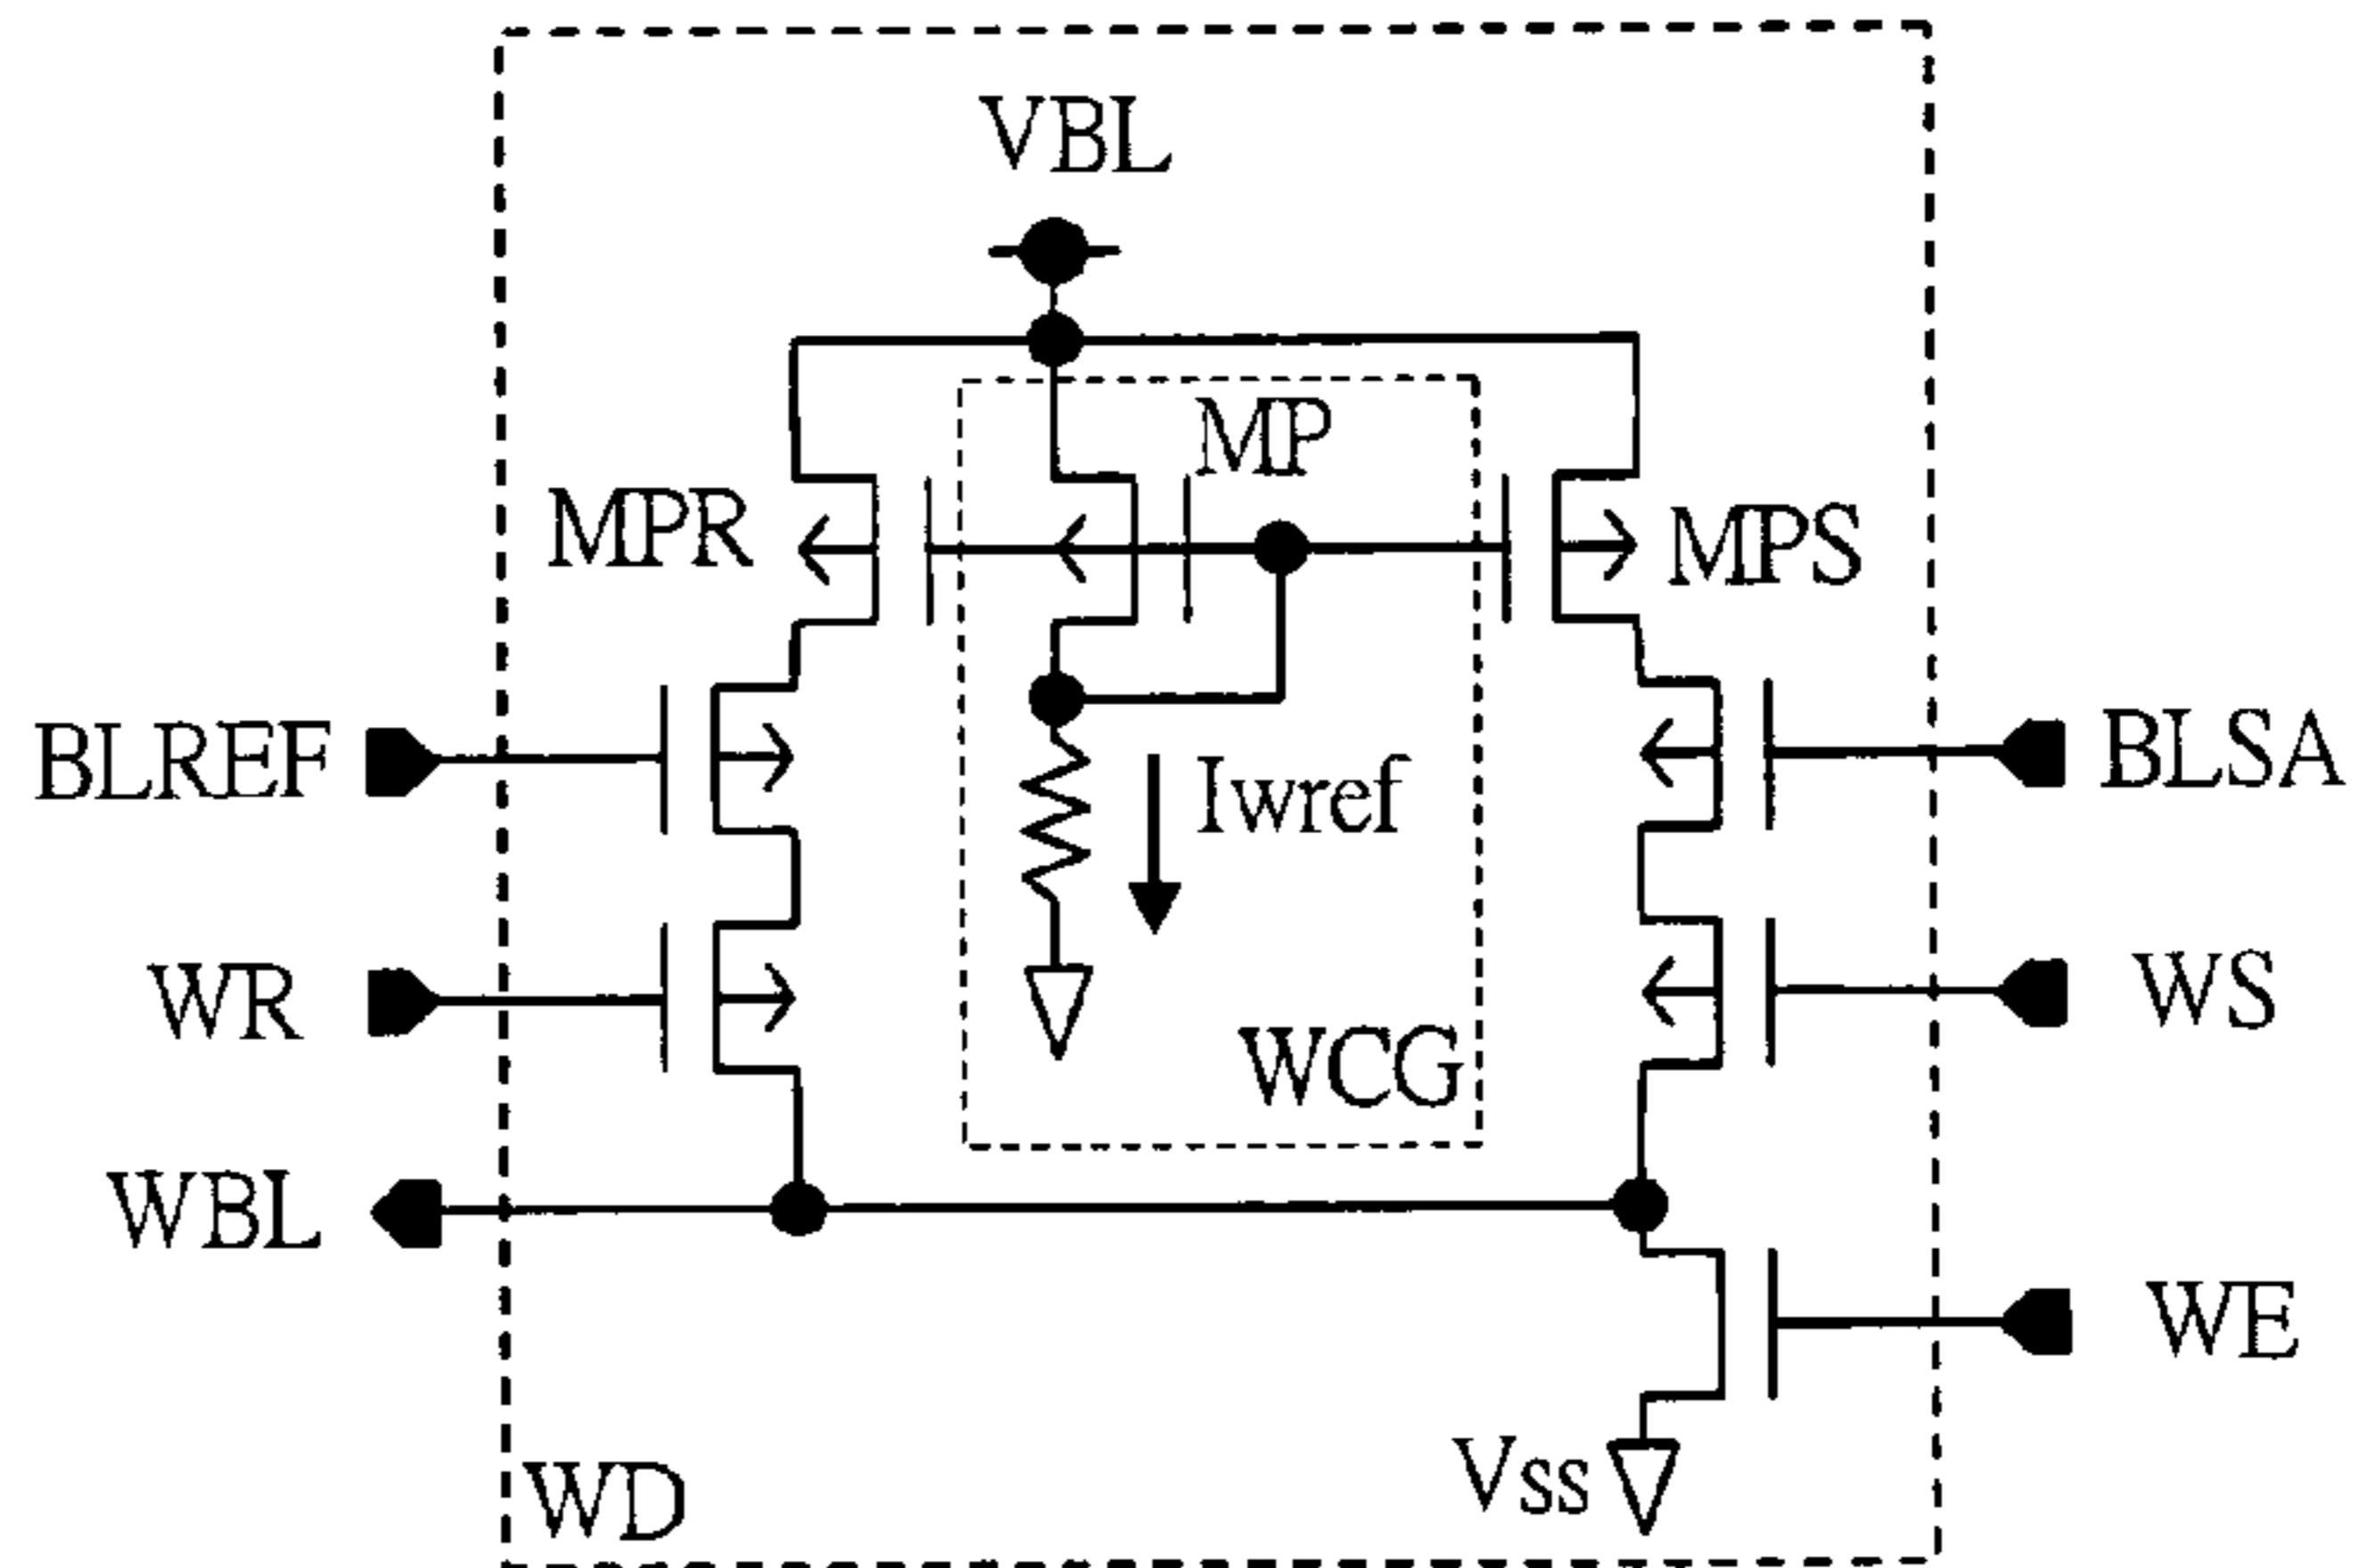 VBL
MP
MPR
MPS
BLREF
Iwref
BLSA
WR
WS
WCG
WBL
WE
Vss
WD